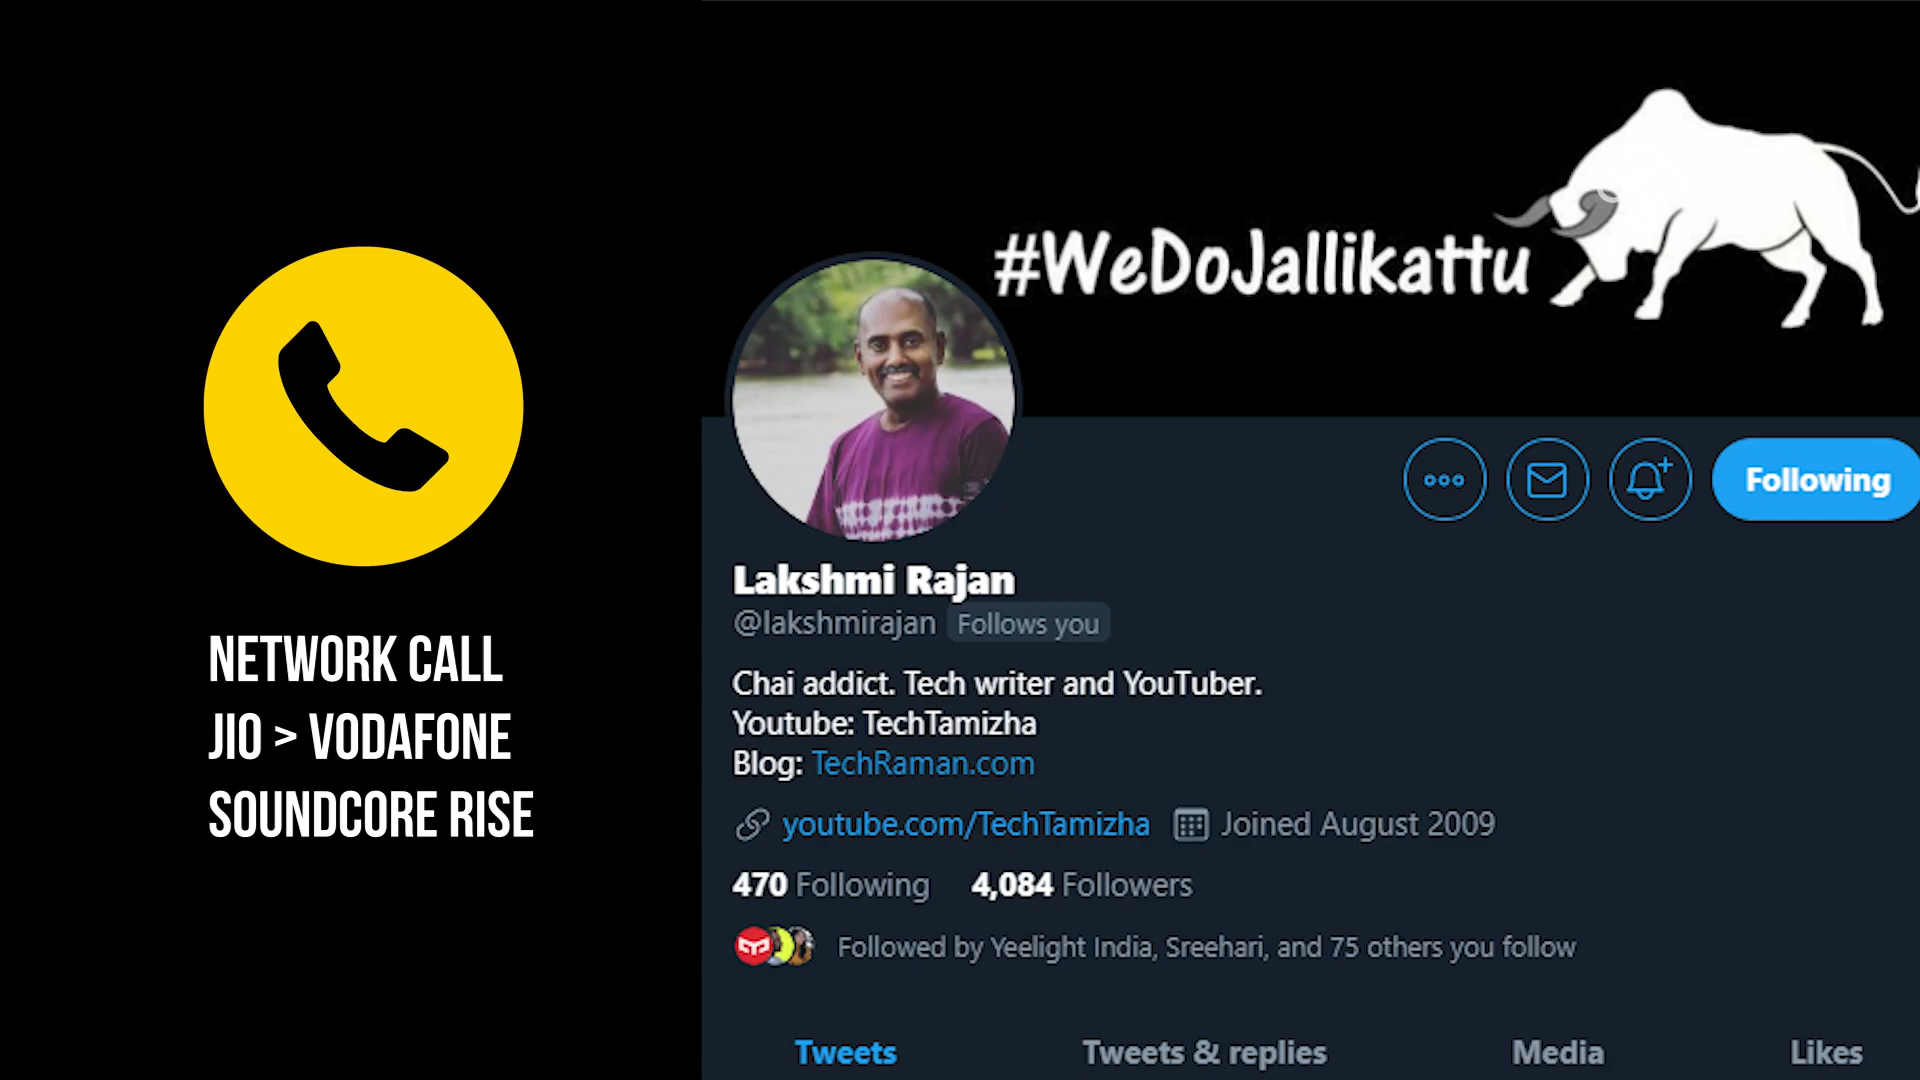 NETWORK CALL
JIO > VODAFONE
SOUNDCORE RISE
#WeDoJallikattu
Following
Lakshmi Rajan
@lakshmirajan Follows you
Chai addict. Tech writer and YouTuber.
Youtube: TechTamizha
Blog: TechRaman.com
youtube.com/TechTamizha Joined August 2009
470 Following 4,084 Followers
Followed by Yeelight India, Sreehari, and 75 others you follow
Tweets Tweets & replies Media Likes